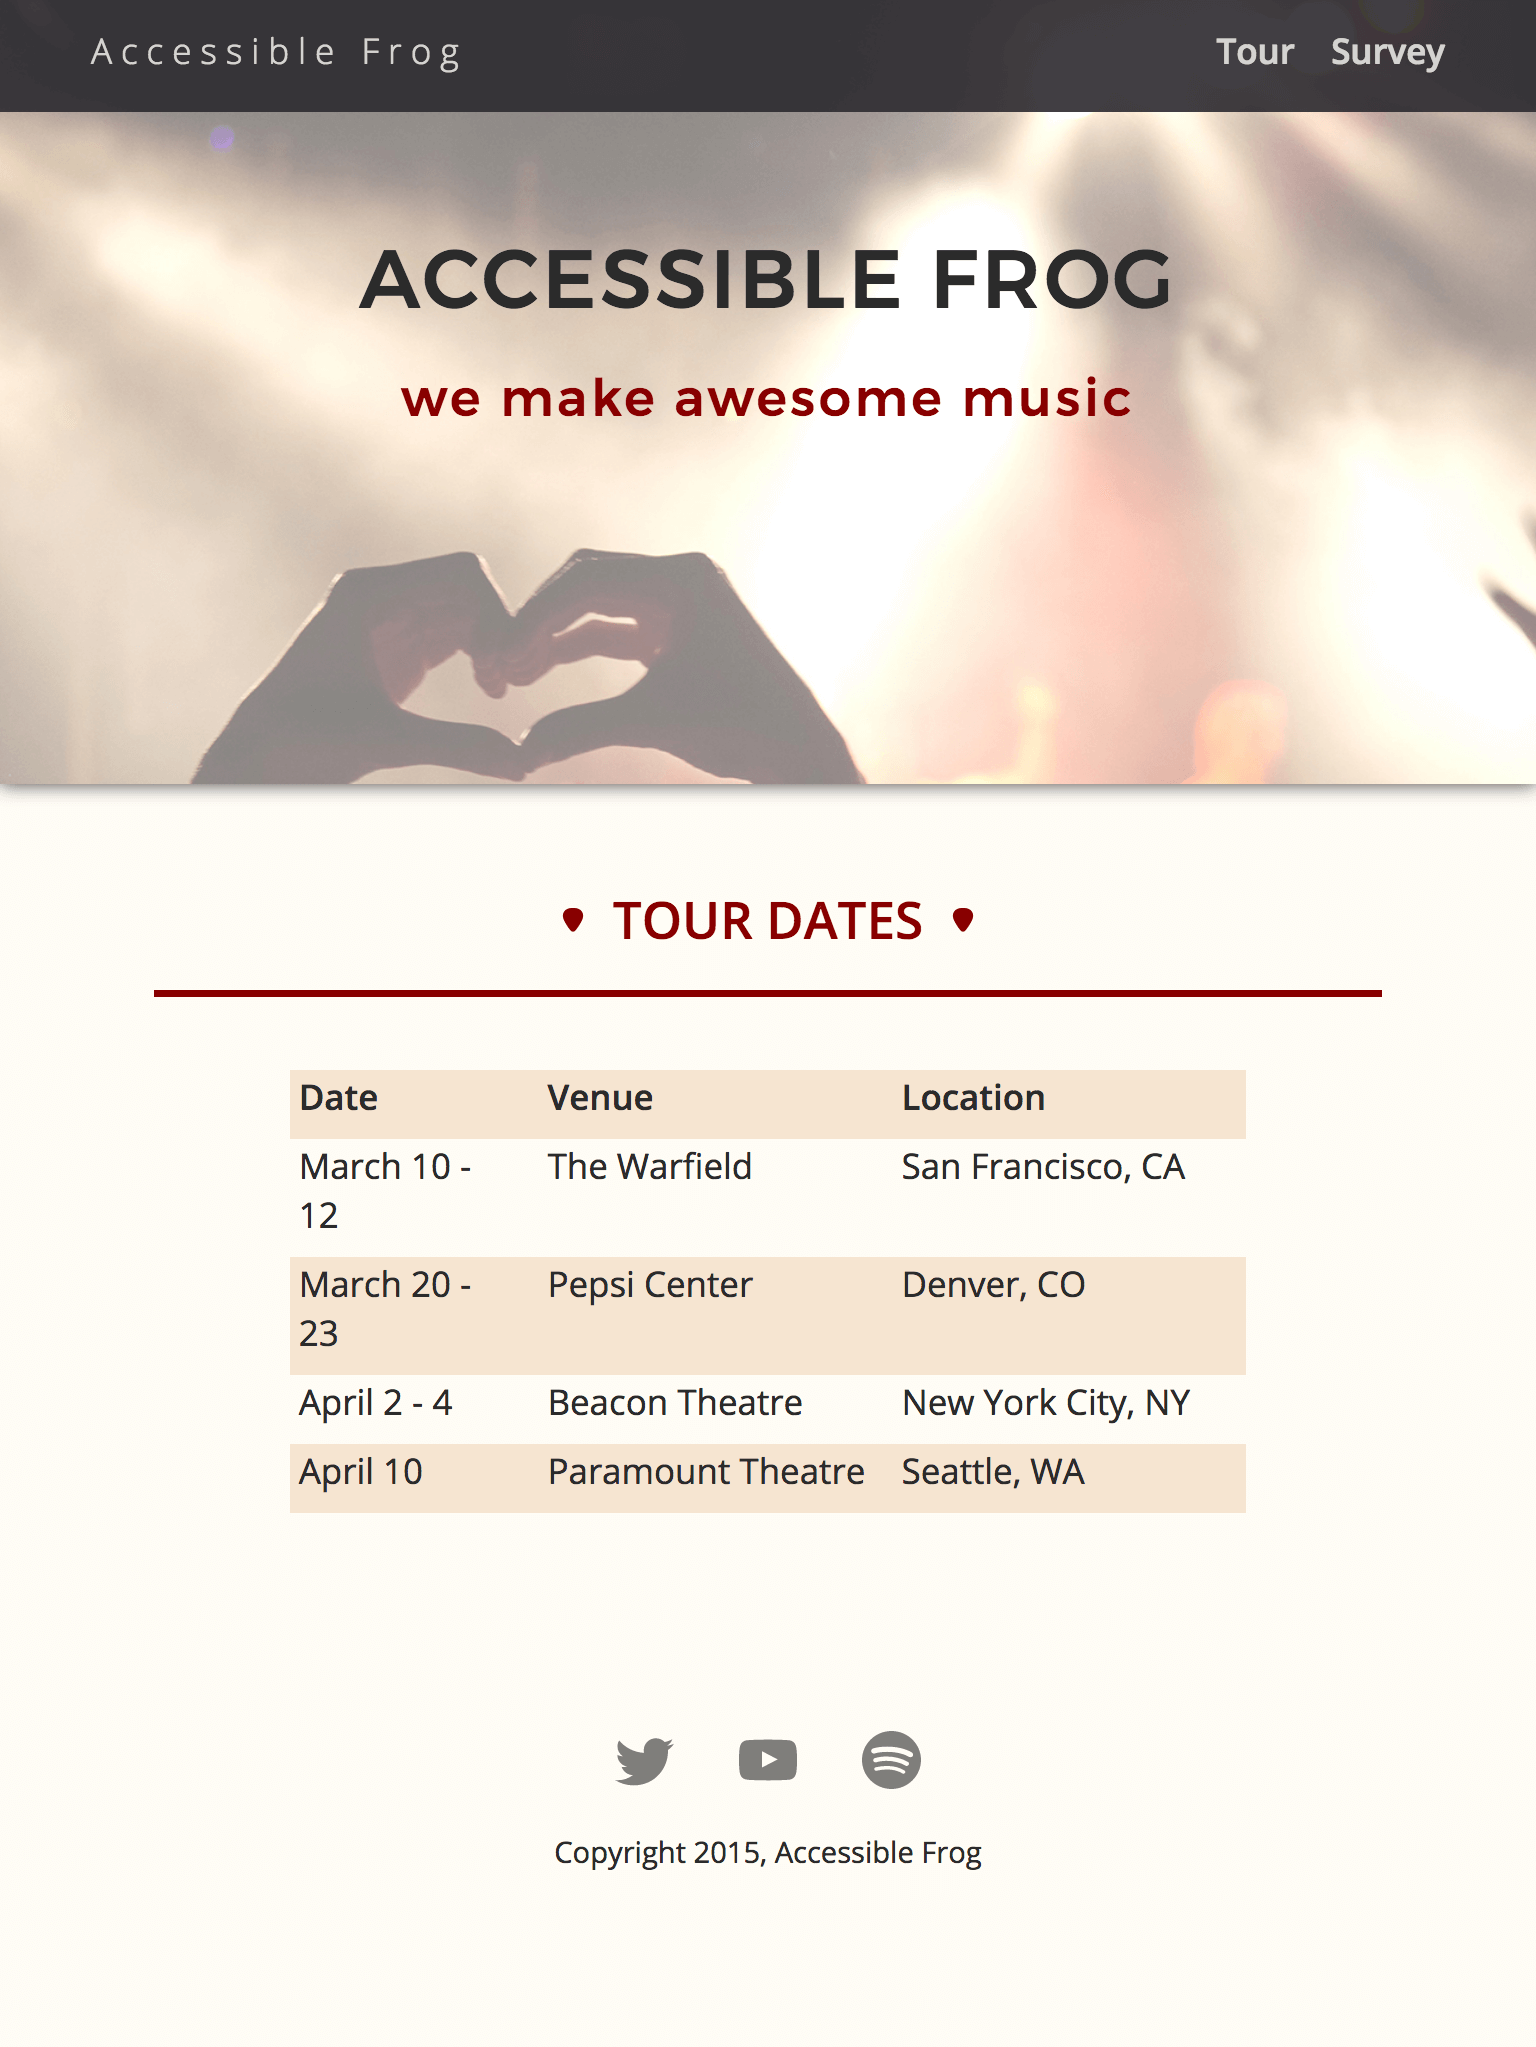 Accessible Frog Tour Survey
ACCESSIBLE FROG
we make awesome music
TOUR DATES
Date Venue Location
March 10 - The Warfield San Francisco, CA
12
March 20 - Pepsi Center Denver, CO
23
April 2 - 4 Beacon Theatre New York City, NY
April 10 Paramount Theatre Seattle, WA
Copyright 2015, Accessible Frog